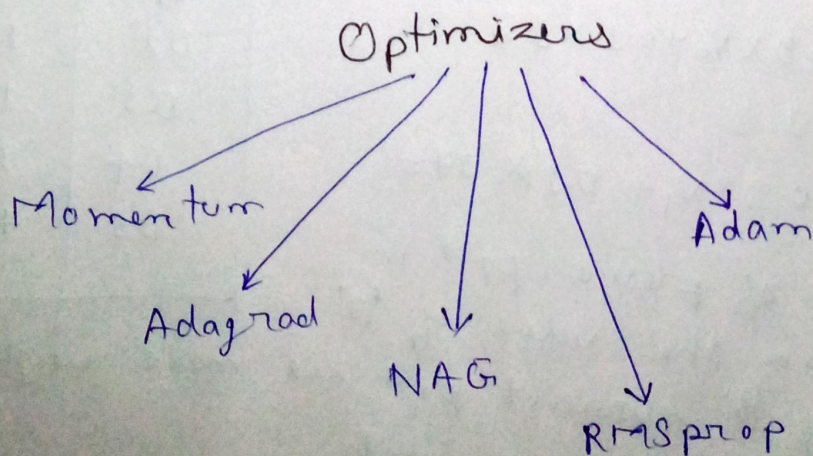 Optimizers
Momentum
Adam
Adagrad
NAG
RMSprop